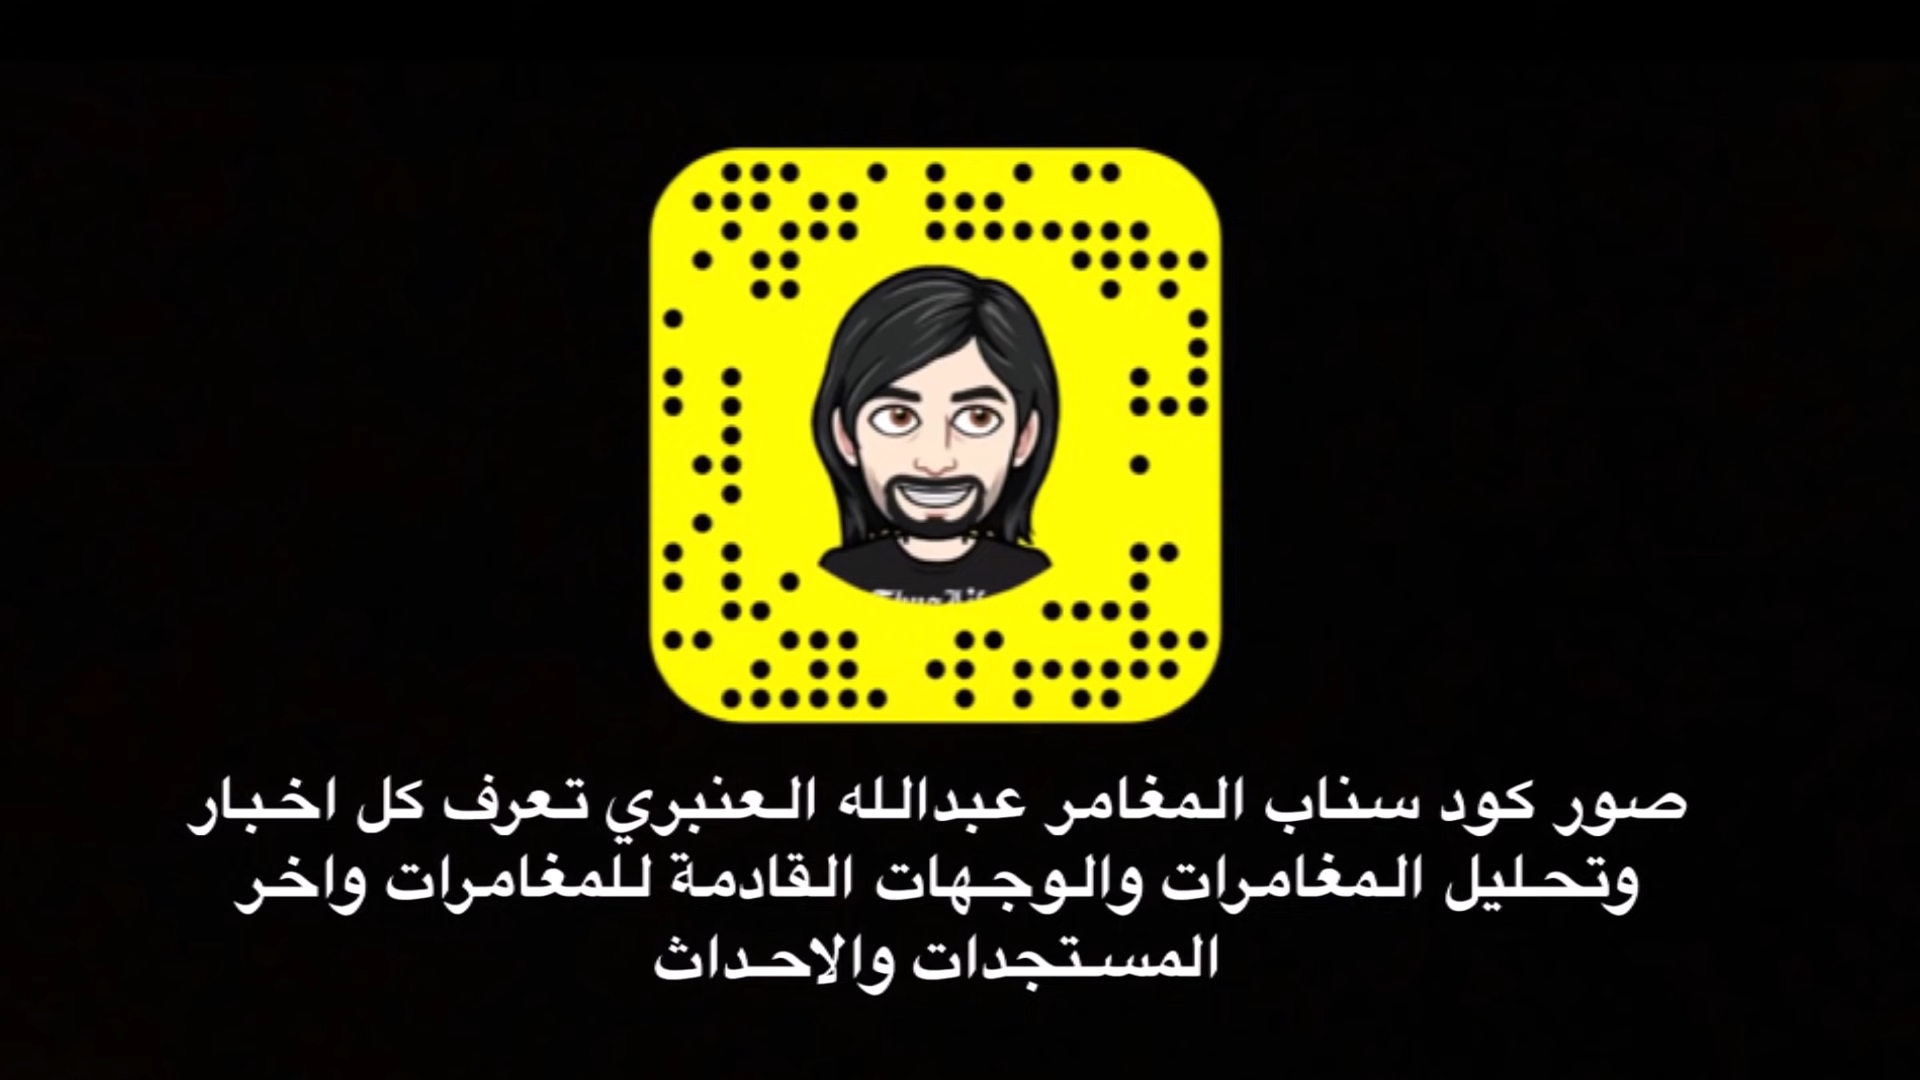 صور كود سناب المغامر عبدالله العنبري تعرف كل اخبار
وتحليل المغامرات والوجهات القادمة للمغامرات واخر
المستجدات والاحداث